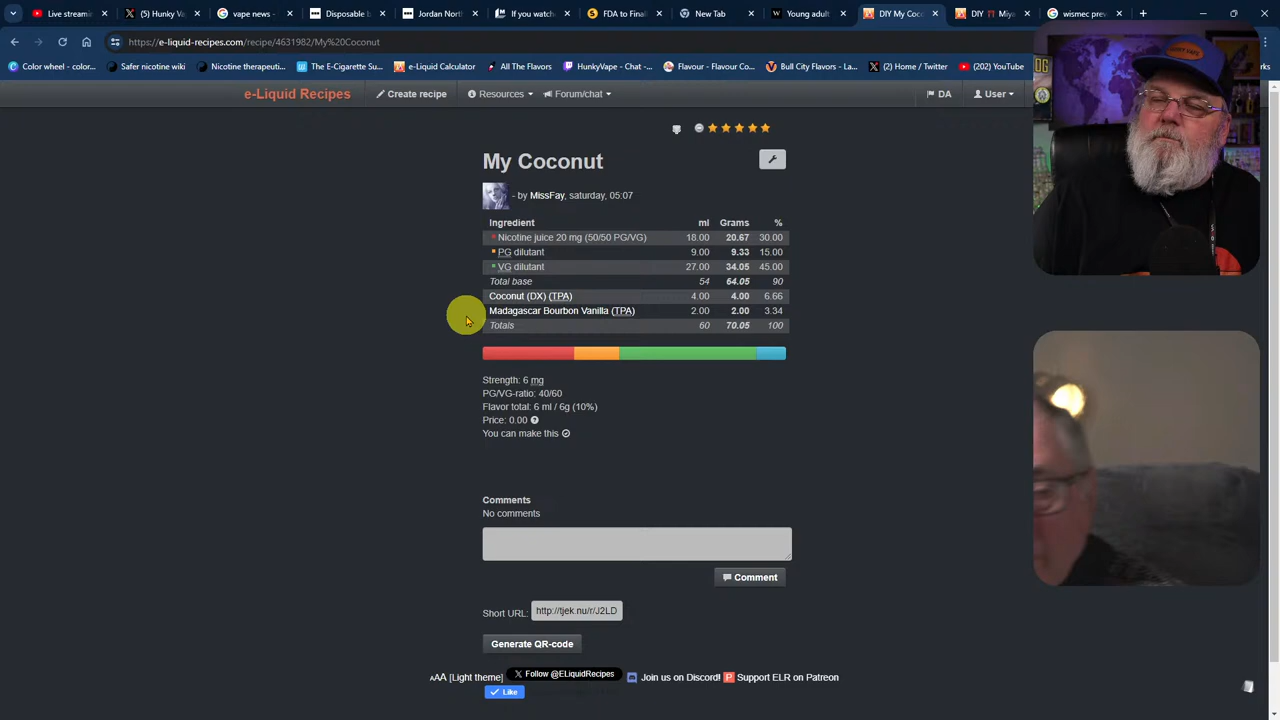 Live streami
(5) Hunky Va
vape news -
Disposable b
Jordan North
If you watch
FDA to Final
New Tab
Young adult
DIY My Coco
DIY
Miya
wismec prev
https://e-liquid-recipes.com/recipe/4631982/My%20Coconut
Color wheel - color...
Safer nicotine wiki
Nicotine therapeuti...
The E-Cigarette Su...
e-Liquid Calculator
All The Flavors
HunkyVape - Chat -...
Flavour – Flavour Co...
Bull City Flavors - La...
(2) Home / Twitter
(202) YouTube
e-Liquid Recipes
Create recipe
Resources
Forum/chat
DA
User
My Coconut
- by MissFay, saturday, 05:07
Ingredient ml Grams %
Nicotine juice 20 mg (50/50 PG/VG) 18.00 20.67 30.00
PG dilutant 9.00 9.33 15.00
VG dilutant 27.00 34.05 45.00
Total base 54 64.05 90
Coconut (DX) (TPA) 4.00 4.00 6.66
Madagascar Bourbon Vanilla (TPA) 2.00 2.00 3.34
Totals 60 70.05 100
Strength: 6 mg
PG/VG-ratio: 40/60
Flavor total: 6 ml / 6g (10%)
Price: 0.00
You can make this
Comments
No comments
Comment
Short URL: http://tjek.nu/r/J2LD
Generate QR-code
AAA [Light theme]
Follow @ELiquidRecipes
Join us on Discord!
Support ELR on Patreon
Like